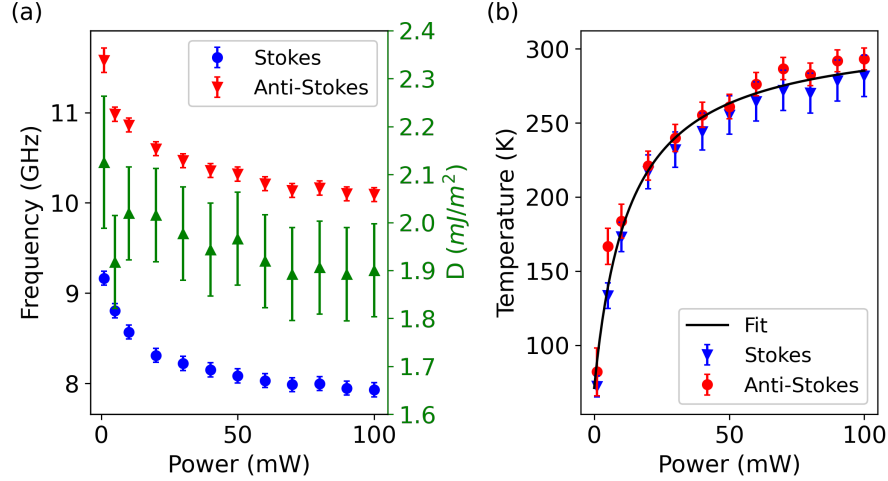 (a)
Stokes
Anti-Stokes
Frequency (GHz)
11
10
9
8
0
50
100
Power (mW)
2.4
2.3
2.2
2.1
2.0
1.9
1.8
1.7
1.6
D (mJ/m²)
(b)
Temperature (K)
300
250
200
150
100
0
50
100
Power (mW)
Fit
Stokes
Anti-Stokes